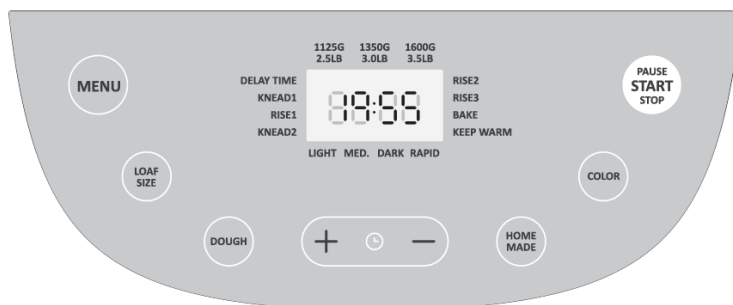 1125G 1350G 1600G
2.5LB 3.0LB 3.5LB
MENU
DELAY TIME
KNEAD1
RISE1
KNEAD2
19:55
RISE2
RISE3
BAKE
KEEP WARM
LIGHT MED. DARK RAPID
PAUSE
START
STOP
LOAF
SIZE
COLOR
DOUGH
+ −
HOME
MADE